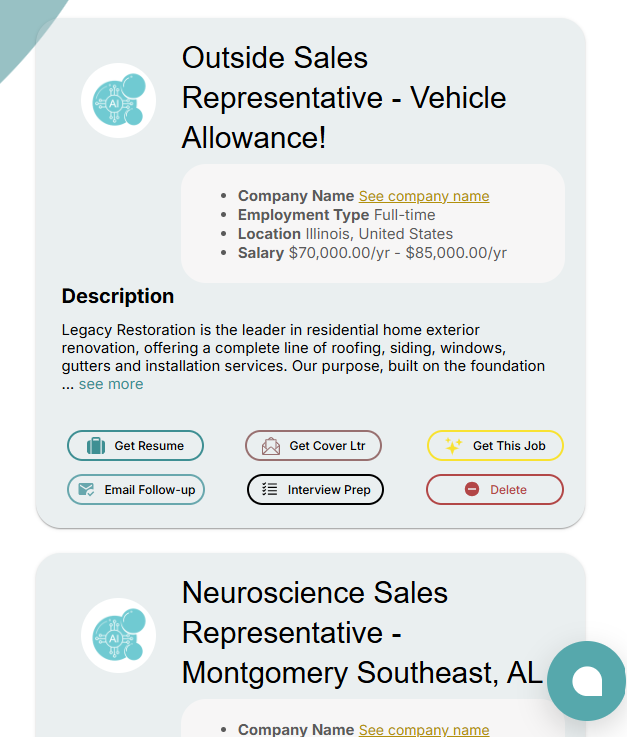 AI
Outside Sales
Representative - Vehicle
Allowance!
• Company Name See company name
• Employment Type Full-time
• Location Illinois, United States
• Salary $70,000.00/yr - $85,000.00/yr
Description
Legacy Restoration is the leader in residential home exterior
renovation, offering a complete line of roofing, siding, windows,
gutters and installation services. Our purpose, built on the foundation
... see more
Get Resume
Get Cover Ltr
Get This Job
Email Follow-up
Interview Prep
Delete
AI
Neuroscience Sales
Representative -
Montgomery Southeast, AL
• Company Name See company name